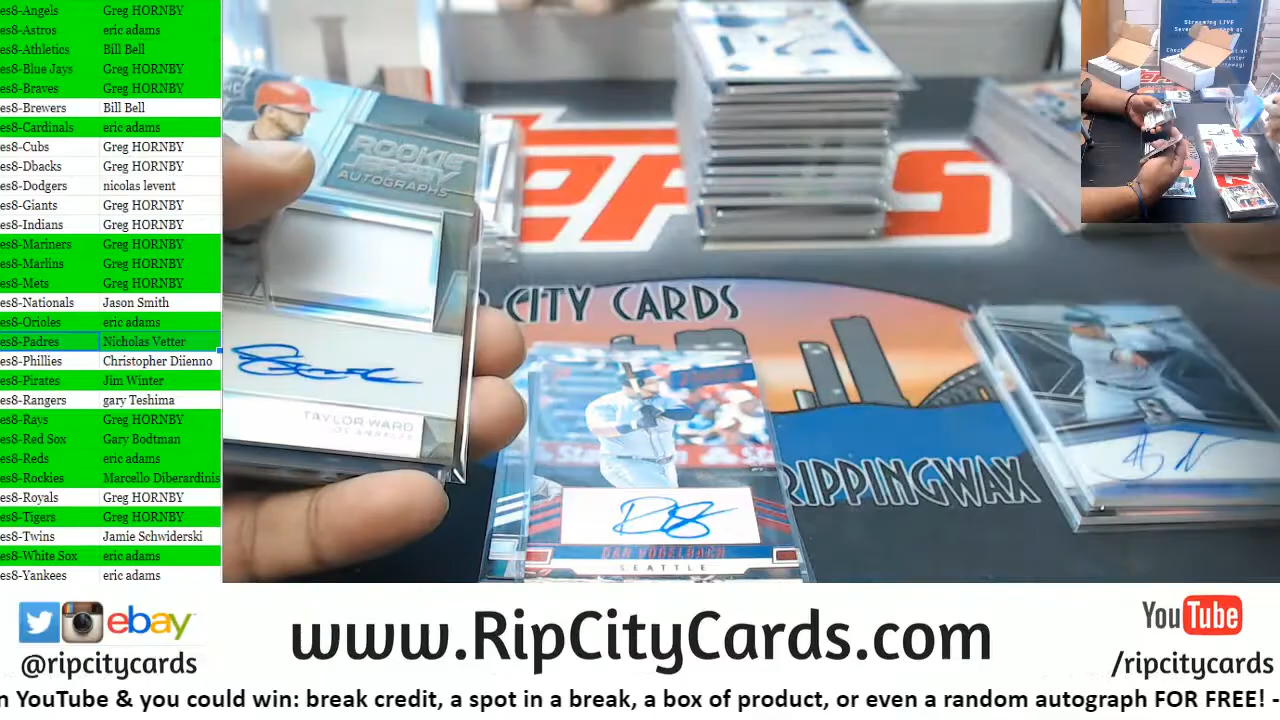 es8-Angels Greg HORNBY
es8-Astros eric adams
es8-Athletics Bill Bell
es8-Blue Jays Greg HORNBY
es8-Braves Greg HORNBY
es8-Brewers Bill Bell
es8-Cardinals eric adams
es8-Cubs Greg HORNBY
es8-Dbacks Greg HORNBY
es8-Dodgers nicolas levent
es8-Giants Greg HORNBY
es8-Indians Greg HORNBY
es8-Mariners Greg HORNBY
es8-Marlins Greg HORNBY
es8-Mets Greg HORNBY
es8-Nationals Jason Smith
es8-Orioles eric adams
es8-Padres Nicholas Vetter
es8-Phillies Christopher Diienno
es8-Pirates Jim Winter
es8-Rangers gary Teshima
es8-Rays Greg HORNBY
es8-Red Sox Gary Bodtman
es8-Reds eric adams
es8-Rockies Marcello Diberardinis
es8-Royals Greg HORNBY
es8-Tigers Greg HORNBY
es8-Twins Jamie Schwiderski
es8-White Sox eric adams
es8-Yankees eric adams
ROOKIE
JERSEY
AUTOGRAPHS
TAYLOR WARD
LOS ANGELES
CITY CARDS
RIPPINGWAX
DAN VOGELBACH
SEATTLE
Streaming LIVE
ebay
@ripcitycards
www.RipCityCards.com
YouTube
/ripcitycards
n YouTube & you could win: break credit, a spot in a break, a box of product, or even a random autograph FOR FREE! -